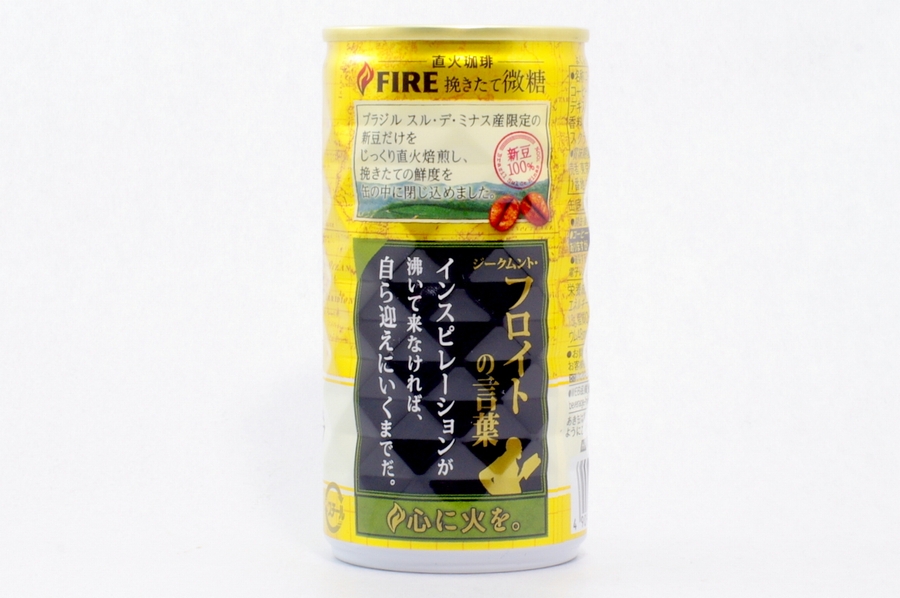 直火珈琲
FIRE 挽きたて微糖
ブラジル スル・デ・ミナス産限定の
新豆だけを
じっくり直火焙煎し、
挽きたての鮮度を
缶の中に閉じ込めました。
新豆
100%
ジークムント・
フロイト
の言葉
インスピレーションが
沸いて来なければ、
自ら迎えにいくまでだ。
心に火を。
スチール